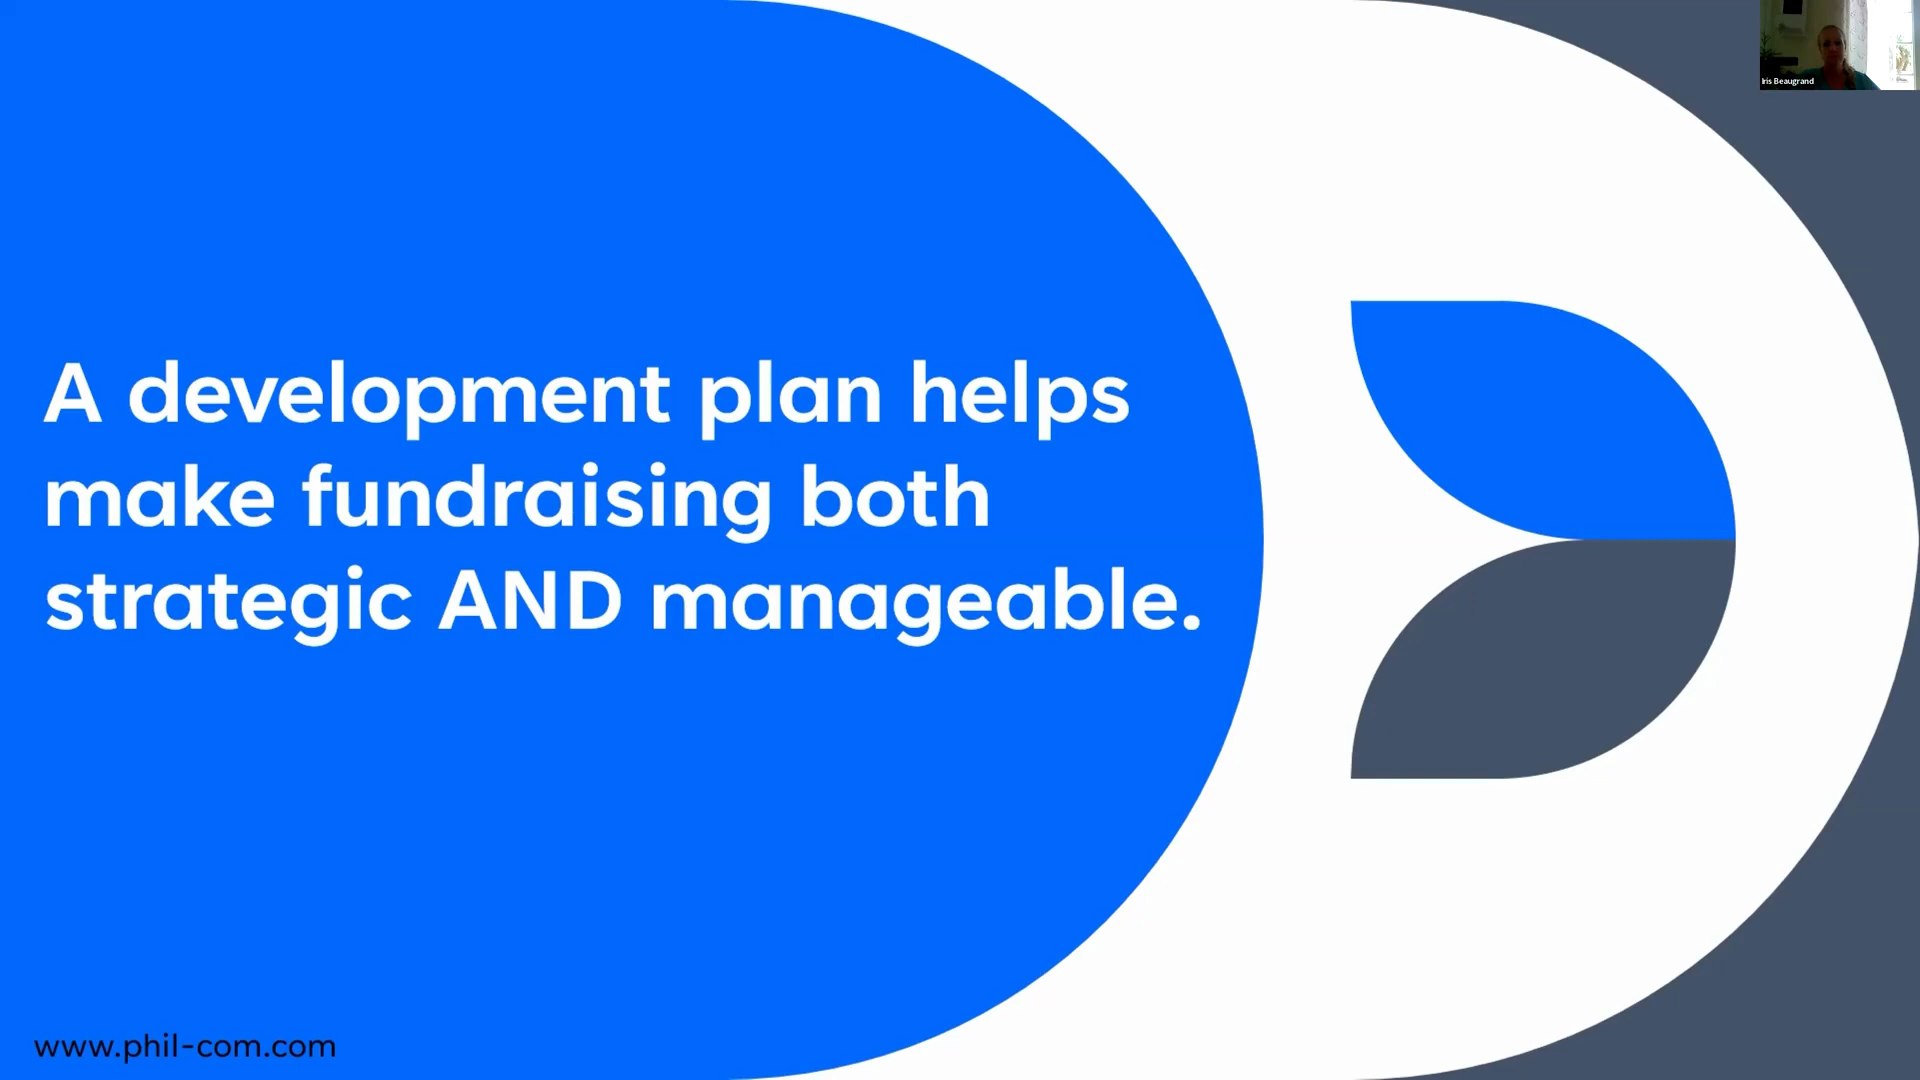 Iris Beaugrand
A development plan helps
make fundraising both
strategic AND manageable.
www.phil-com.com